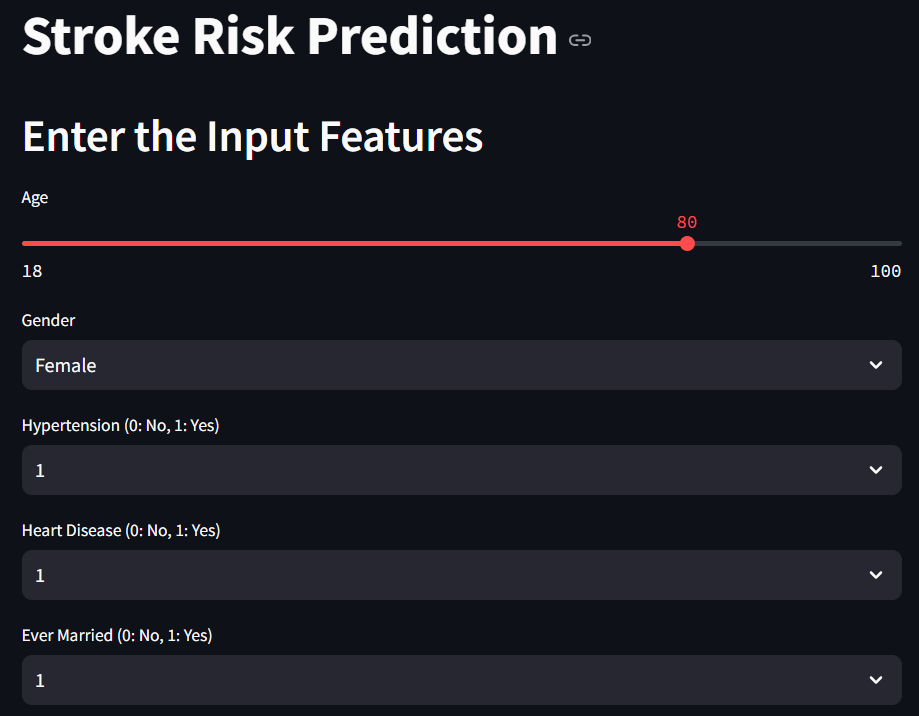 Stroke Risk Prediction
Enter the Input Features
Age
80
18 100
Gender
Female
Hypertension (0: No, 1: Yes)
1
Heart Disease (0: No, 1: Yes)
1
Ever Married (0: No, 1: Yes)
1